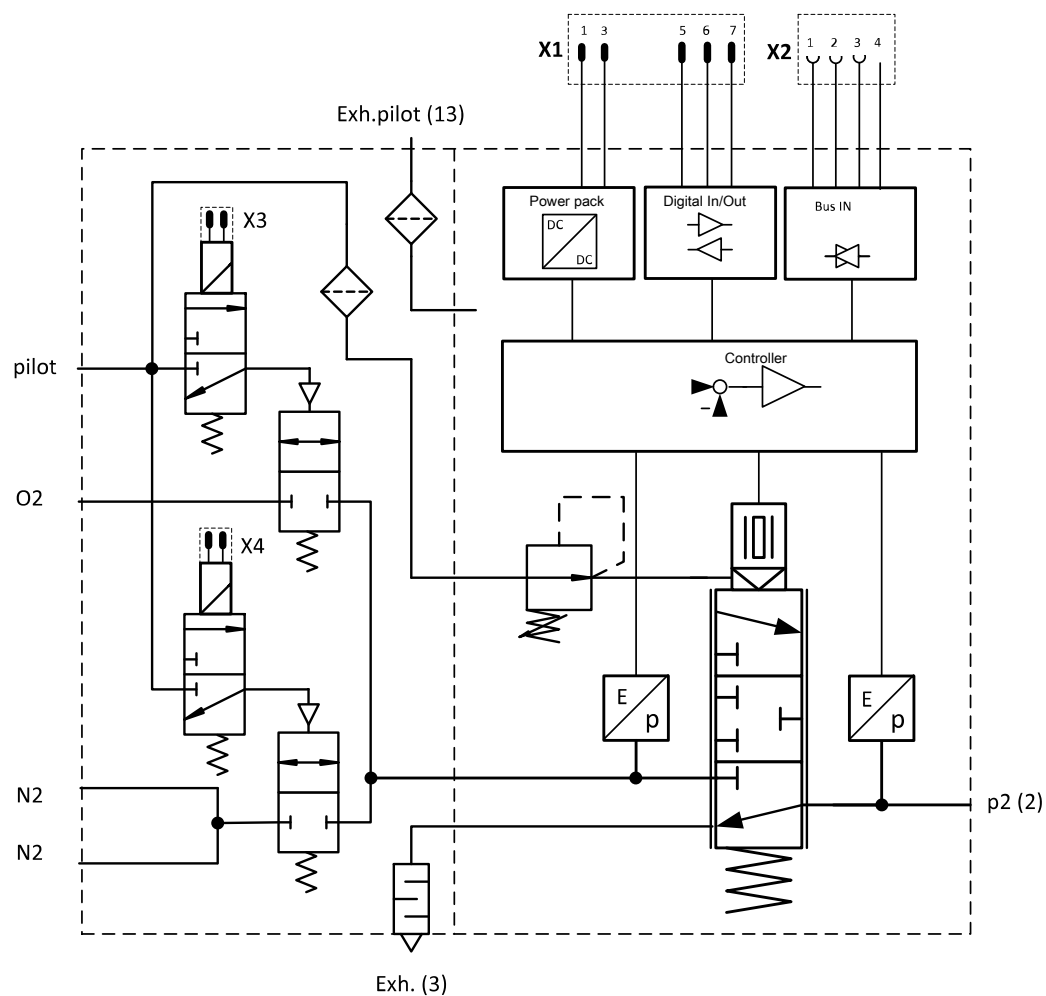 1 3 5 6 7
X1
1 2 3 4
X2
Exh.pilot (13)
Power pack
DC
DC
Digital In/Out
Bus IN
X3
pilot
Controller
O2
X4
E
p
E
p
N2
p2 (2)
N2
Exh. (3)